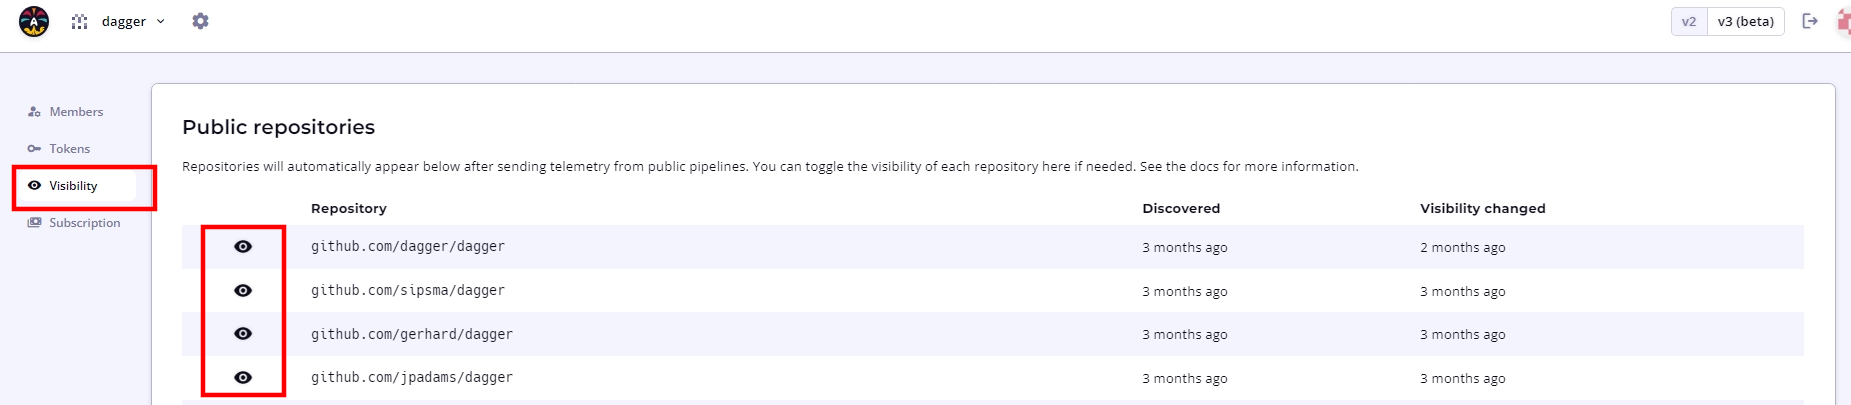 dagger
v2 v3 (beta)
Members
Tokens
Visibility
Subscription
Public repositories
Repositories will automatically appear below after sending telemetry from public pipelines. You can toggle the visibility of each repository here if needed. See the docs for more information.
Repository Discovered Visibility changed
github.com/dagger/dagger 3 months ago 2 months ago
github.com/sipsma/dagger 3 months ago 3 months ago
github.com/gerhard/dagger 3 months ago 3 months ago
github.com/jpadams/dagger 3 months ago 3 months ago